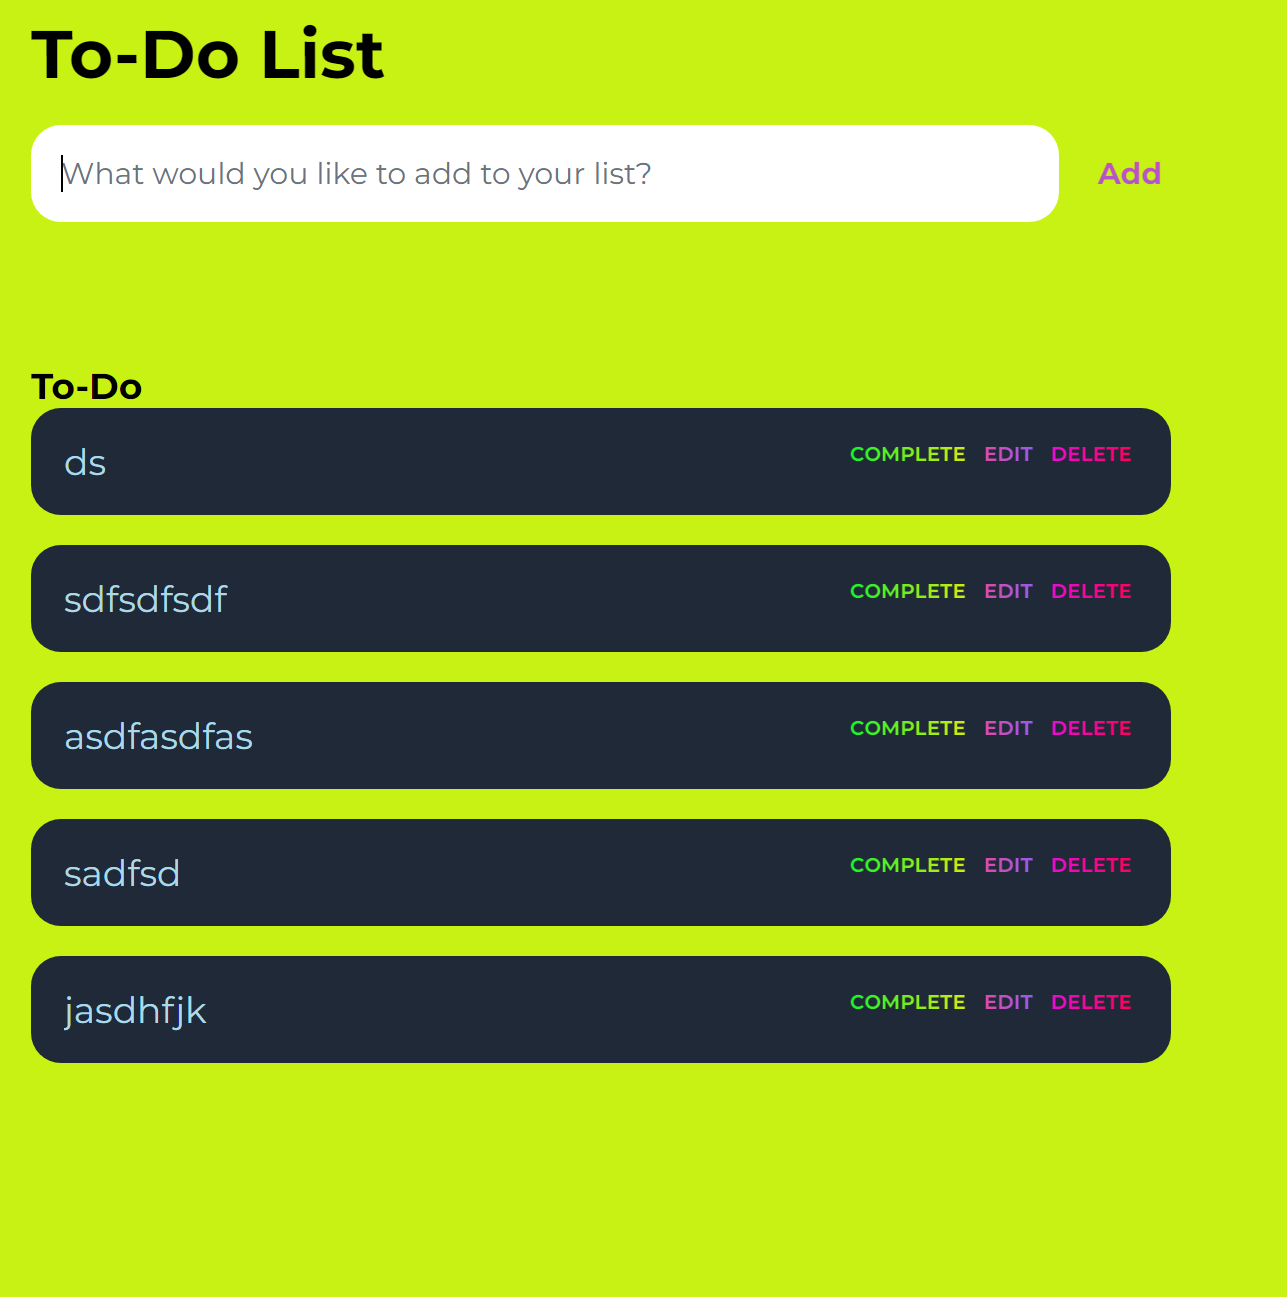 To-Do List
What would you like to add to your list? Add
To-Do
ds COMPLETE EDIT DELETE
sdfsdfsdf COMPLETE EDIT DELETE
asdfasdfas COMPLETE EDIT DELETE
sadfsd COMPLETE EDIT DELETE
jasdhfjk COMPLETE EDIT DELETE